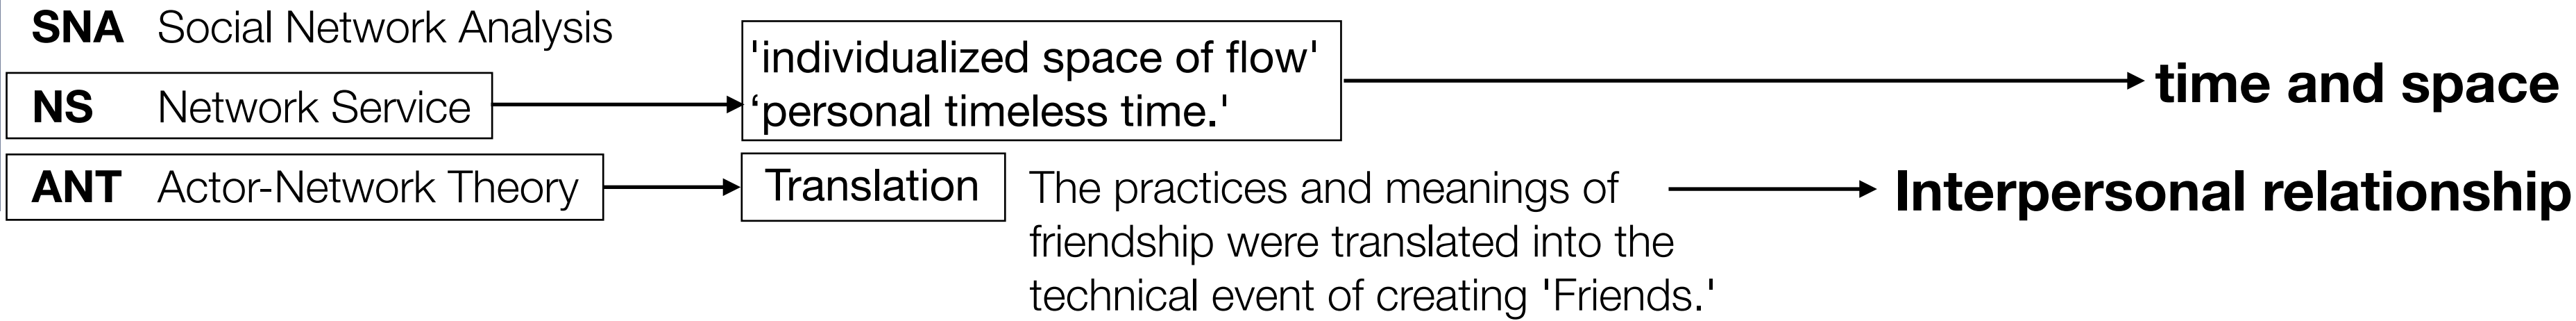 SNA Social Network Analysis
NS Network Service
ANT Actor-Network Theory
'individualized space of flow'
‘personal timeless time.'
Translation
The practices and meanings of
friendship were translated into the
technical event of creating 'Friends.'
time and space
Interpersonal relationship